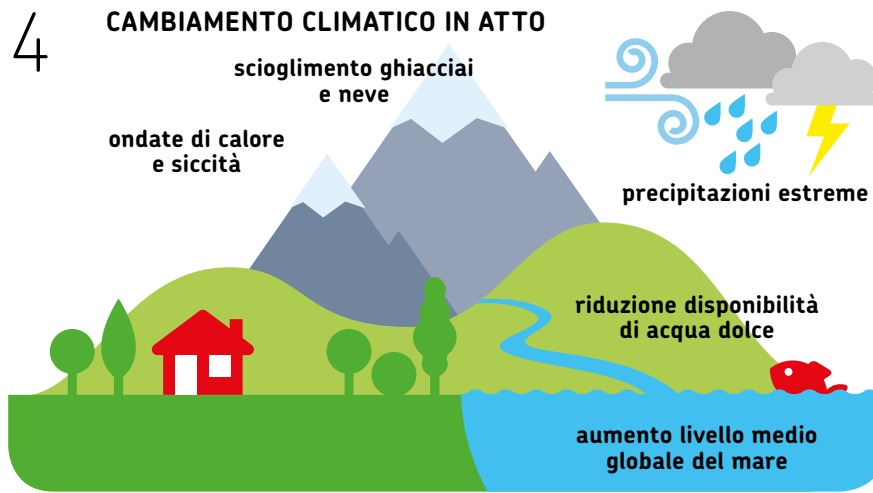 4
CAMBIAMENTO CLIMATICO IN ATTO
scioglimento ghiacciai
e neve
ondate di calore
e siccità
precipitazioni estreme
riduzione disponibilità
di acqua dolce
aumento livello medio
globale del mare